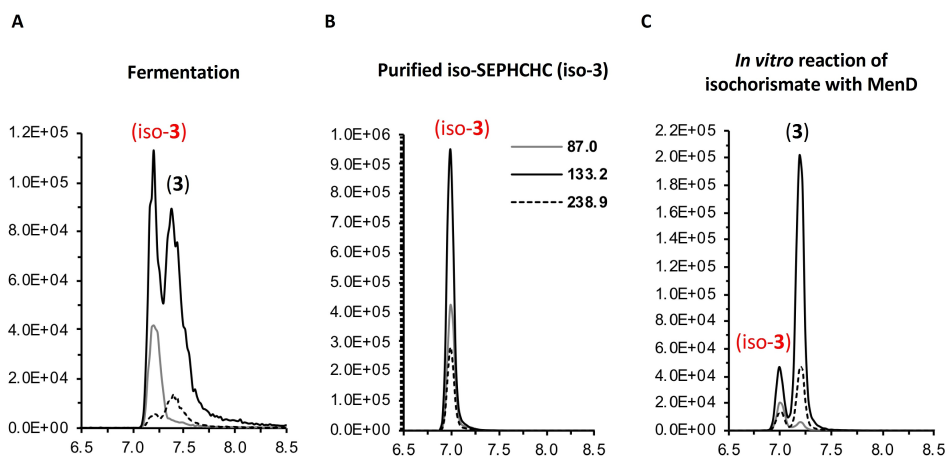 A
B
C
Fermentation
Purified iso-SEPHCHC (iso-3)
In vitro reaction of
isochorismate with MenD
(iso-3)
(3)
1.2E+05
1.0E+05
8.0E+04
6.0E+04
4.0E+04
2.0E+04
0.0E+00
6.5 7.0 7.5 8.0 8.5
(iso-3)
87.0
133.2
238.9
1.0E+06
9.0E+05
8.0E+05
7.0E+05
6.0E+05
5.0E+05
4.0E+05
3.0E+05
2.0E+05
1.0E+05
0.0E+00
6.5 7.0 7.5 8.0 8.5
(3)
(iso-3)
2.2E+05
2.0E+05
1.8E+05
1.6E+05
1.4E+05
1.2E+05
1.0E+05
8.0E+04
6.0E+04
4.0E+04
2.0E+04
0.0E+00
6.5 7.0 7.5 8.0 8.5